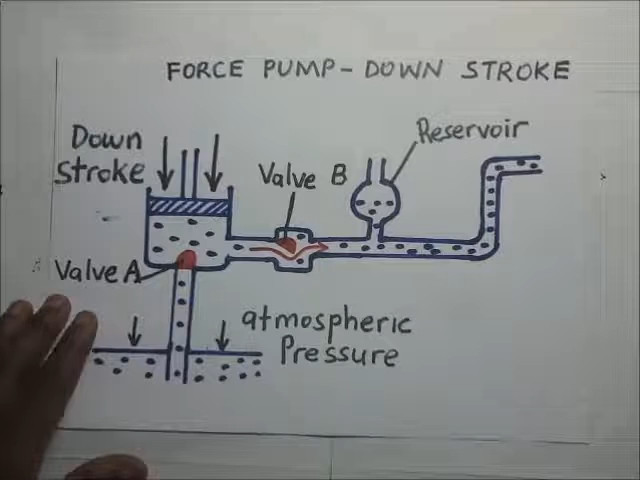 FORCE PUMP - DOWN STROKE
Down
stroke
Valve B
Reservoir
Valve A
atmospheric
Pressure